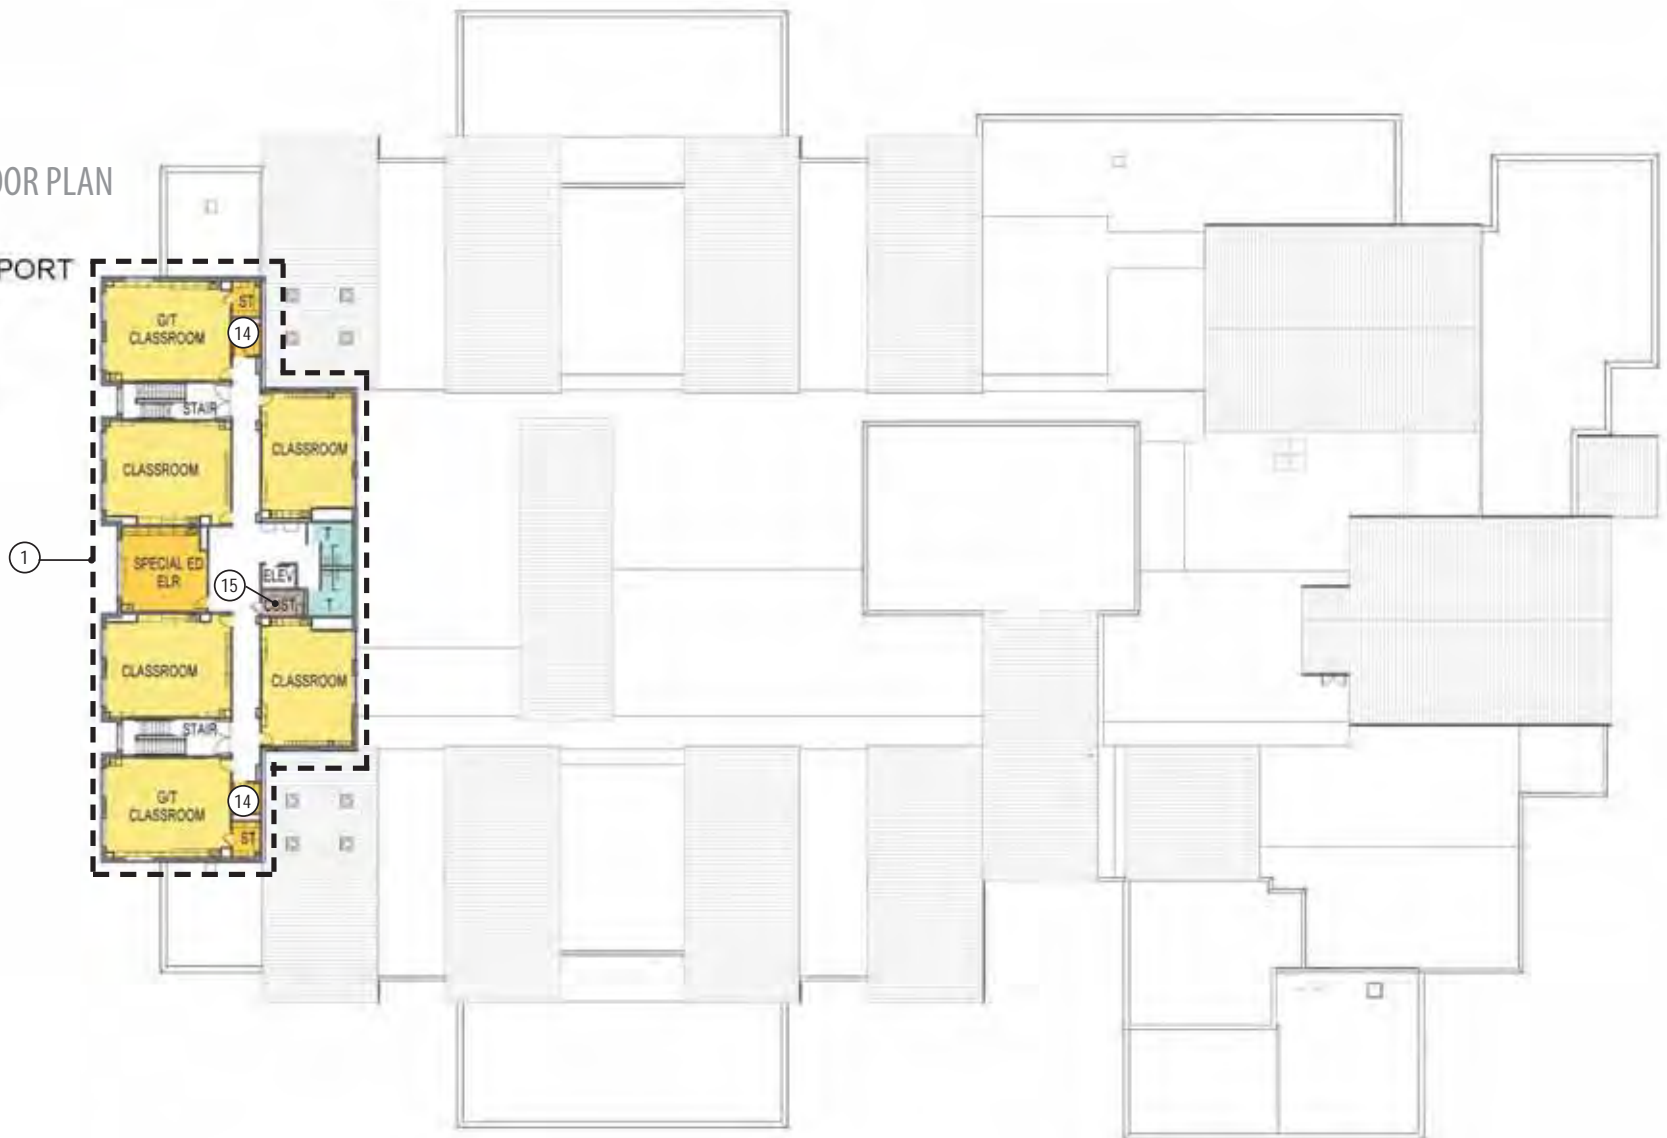 OOR PLAN
PPORT
ST
G/T
CLASSROOM
14
STAIR
CLASSROOM
CLASSROOM
T
1
SPECIAL ED
ELR
ELEV
15
CUST
T
CLASSROOM
CLASSROOM
STAIR
G/T
CLASSROOM
14
ST